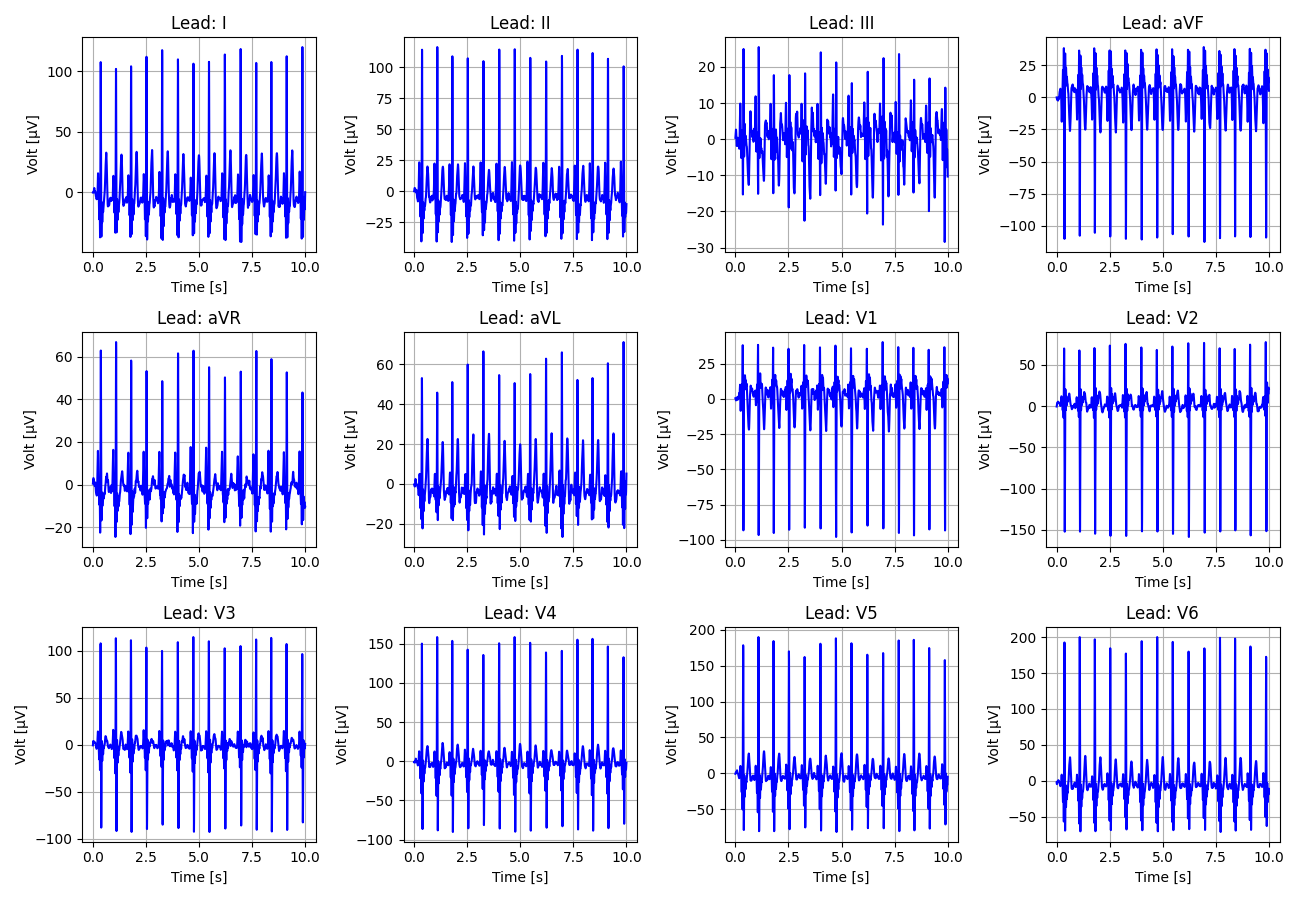 Lead: I Lead: II Lead: III Lead: aVF
Volt [µV] Volt [µV] Volt [µV] Volt [µV]
100 50 0
100 75 50 25 0 −25
20 10 0 −10 −20 −30
25 0 −25 −50 −75 −100
0.0 2.5 5.0 7.5 10.0 0.0 2.5 5.0 7.5 10.0 0.0 2.5 5.0 7.5 10.0 0.0 2.5 5.0 7.5 10.0
Time [s] Time [s] Time [s] Time [s]
Lead: aVR Lead: aVL Lead: V1 Lead: V2
Volt [µV] Volt [µV] Volt [µV] Volt [µV]
60 40 20 0 −20
60 40 20 0 −20
25 0 −25 −50 −75 −100
50 0 −50 −100 −150
0.0 2.5 5.0 7.5 10.0 0.0 2.5 5.0 7.5 10.0 0.0 2.5 5.0 7.5 10.0 0.0 2.5 5.0 7.5 10.0
Time [s] Time [s] Time [s] Time [s]
Lead: V3 Lead: V4 Lead: V5 Lead: V6
Volt [µV] Volt [µV] Volt [µV] Volt [µV]
100 50 0 −50 −100
150 100 50 0 −50 −100
200 150 100 50 0 −50
200 150 100 50 0 −50
0.0 2.5 5.0 7.5 10.0 0.0 2.5 5.0 7.5 10.0 0.0 2.5 5.0 7.5 10.0 0.0 2.5 5.0 7.5 10.0
Time [s] Time [s] Time [s] Time [s]